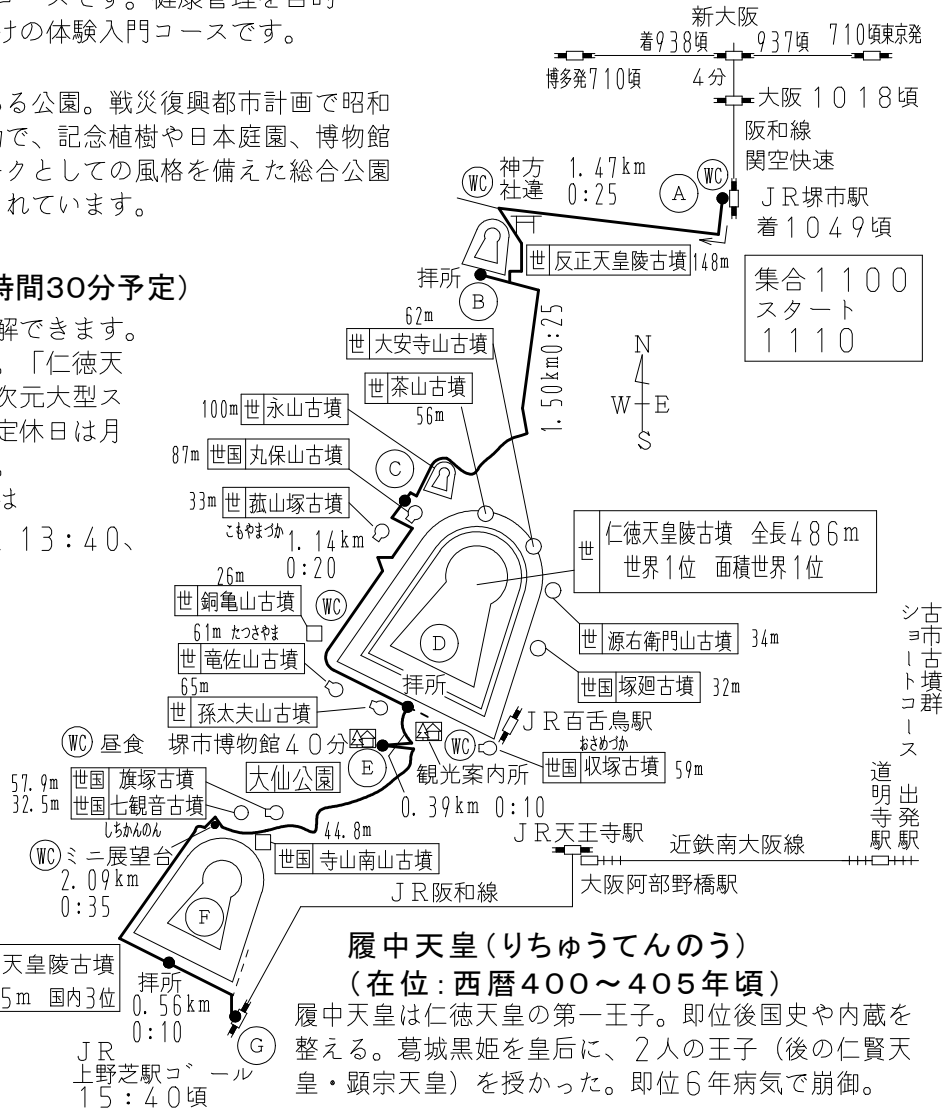 コースです。健康管理を目的
けの体験入門コースです。
ある公園。戦災復興都市計画で昭和
物で、記念植樹や日本庭園、博物館
ークとしての風格を備えた総合公園
されています。
時間30分予定)
解できます。
。「仁徳天
次元大型ス
定休日は月
。
は
、13:40、
新大阪
着938頃 937頃 710頃東京発
博多発710頃 4分
大阪1018頃
阪和線
関空快速
JR堺市駅
着1049頃
集合1100
スタート
1110
WC 神方
社違
1.47km
0:25
A WC
世 反正天皇陵古墳 148m
拝所
B
1.50km0:25
N
W E
S
62m
世 大安寺山古墳
世 茶山古墳
56m
100m 世 永山古墳
87m 世国 丸保山古墳
C
33m 世 菰山塚古墳
こもやまづか
1.14km
0:20
世 仁徳天皇陵古墳 全長486m
世界1位 面積世界1位
26m
世 銅亀山古墳
WC
61m たつさやま
世 竜佐山古墳
65m
世 孫太夫山古墳
D
拝所
世 源右衛門山古墳 34m
世国 塚廻古墳 32m
JR百舌鳥駅
おさめづか
世国 収塚古墳 59m
WC
観光案内所
WC 昼食 堺市博物館40分
E
大仙公園
0.39km 0:10
57.9m 世国 旗塚古墳
32.5m 世国 七観音古墳
しちかんのん
44.8m
世国 寺山南山古墳
WC ミニ展望台
2.09km
0:35
F
天皇陵古墳
5m 国内3位
拝所
0.56km
0:10
G
JR
上野芝駅ゴール
15:40頃
JR阪和線
JR天王寺駅
近鉄南大阪線
大阪阿部野橋駅
古市古墳群
ショートコース 出発駅
道明寺駅
履中天皇(りちゅうてんのう)
(在位:西暦400~405年頃)
履中天皇は仁徳天皇の第一王子。即位後国史や内蔵を
整える。葛城黒姫を皇后に、2人の王子(後の仁賢天
皇・顕宗天皇)を授かった。即位6年病気で崩御。